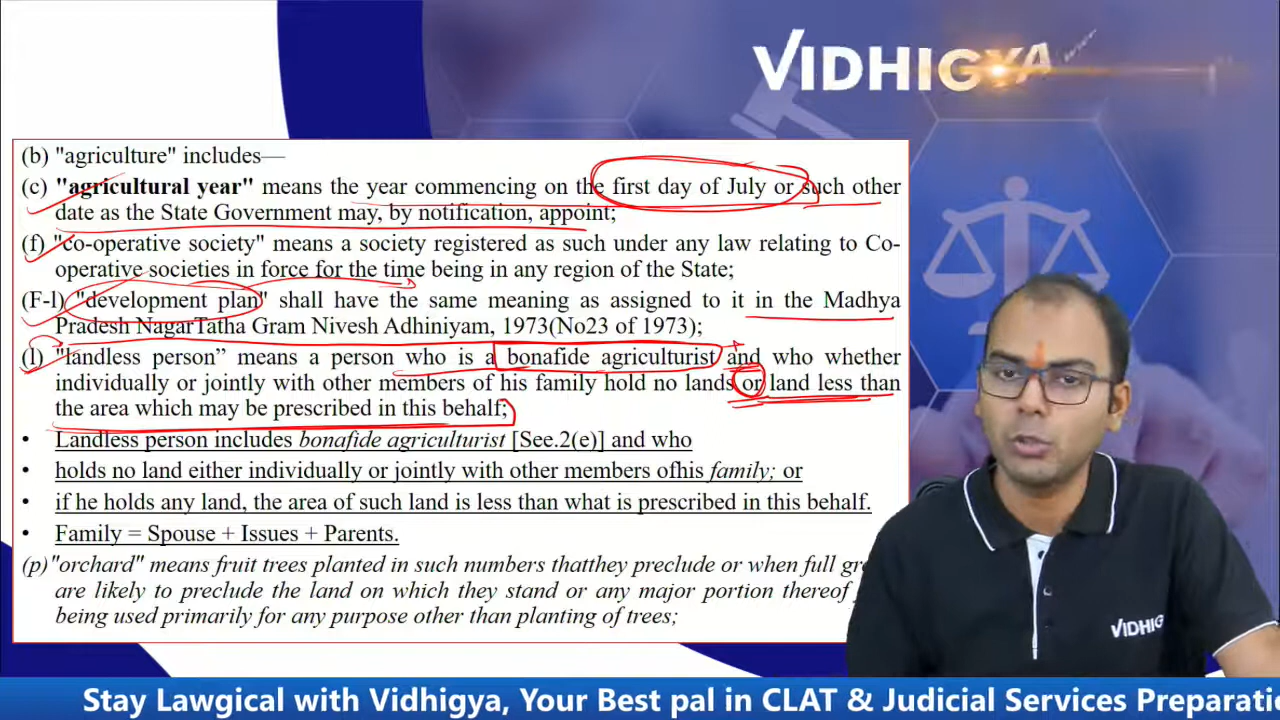 VIDHIGYA
(b) "agriculture" includes—
(c) "agricultural year" means the year commencing on the first day of July or such other
date as the State Government may, by notification, appoint;
(f) "co-operative society" means a society registered as such under any law relating to Co-
operative societies in force for the time being in any region of the State;
(F-l) "development plan" shall have the same meaning as assigned to it in the Madhya
Pradesh NagarTatha Gram Nivesh Adhiniyam, 1973(No23 of 1973);
(l) "landless person” means a person who is a bonafide agriculturist and who whether
individually or jointly with other members of his family hold no lands or land less than
the area which may be prescribed in this behalf;
• Landless person includes bonafide agriculturist [See.2(e)] and who
• holds no land either individually or jointly with other members ofhis family; or
• if he holds any land, the area of such land is less than what is prescribed in this behalf.
• Family = Spouse + Issues + Parents.
(p) "orchard" means fruit trees planted in such numbers thatthey preclude or when full
are likely to preclude the land on which they stand or any major portion thereof
being used primarily for any purpose other than planting of trees;
VIDHIG
Stay Lawgical with Vidhigya, Your Best pal in CLAT & Judicial Services Preparati